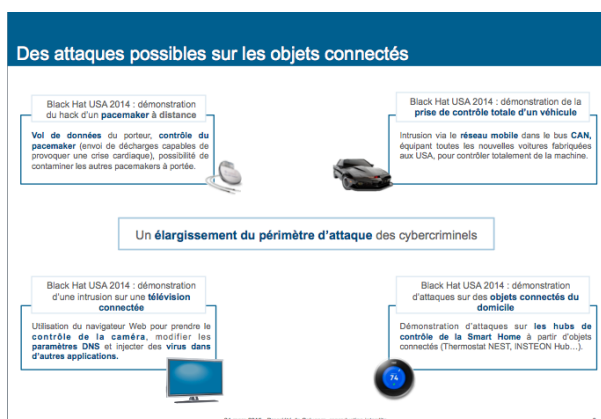 Des attaques possibles sur les objets connectés
Black Hat USA 2014 : démonstration
du hack d'un pacemaker à distance
Vol de données du porteur, contrôle du
pacemaker (envoi de décharges capables de
provoquer une crise cardiaque), possibilité de
contaminer les autres pacemakers à portée.
Black Hat USA 2014 : démonstration de la
prise de contrôle totale d'un véhicule
Intrusion via le réseau mobile dans le bus CAN,
équipant toutes les nouvelles voitures fabriquées
aux USA, pour contrôler totalement de la machine.
Un élargissement du périmètre d'attaque des cybercriminels
Black Hat USA 2014 : démonstration
d'une intrusion sur une télévision
connectée
Utilisation du navigateur Web pour prendre le
contrôle de la caméra, modifier les
paramètres DNS et injecter des virus dans
d'autres applications.
Black Hat USA 2014 : démonstration
d'attaques sur des objets connectés du
domicile
Démonstration d'attaques sur les hubs de
contrôle de la Smart Home à partir d'objets
connectés (Thermostat NEST, INSTEON Hub…).
74